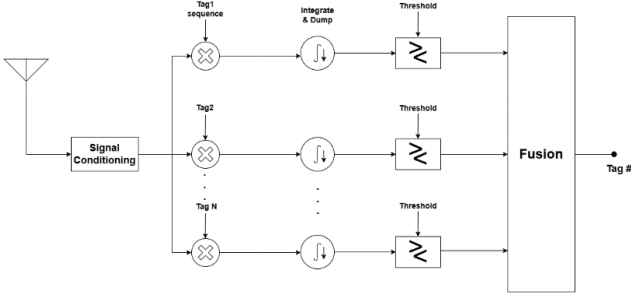 Tag1
sequence
Integrate
& Dump
Threshold
Tag2
Threshold
Signal
Conditioning
Fusion
Tag #
Tag N
Threshold